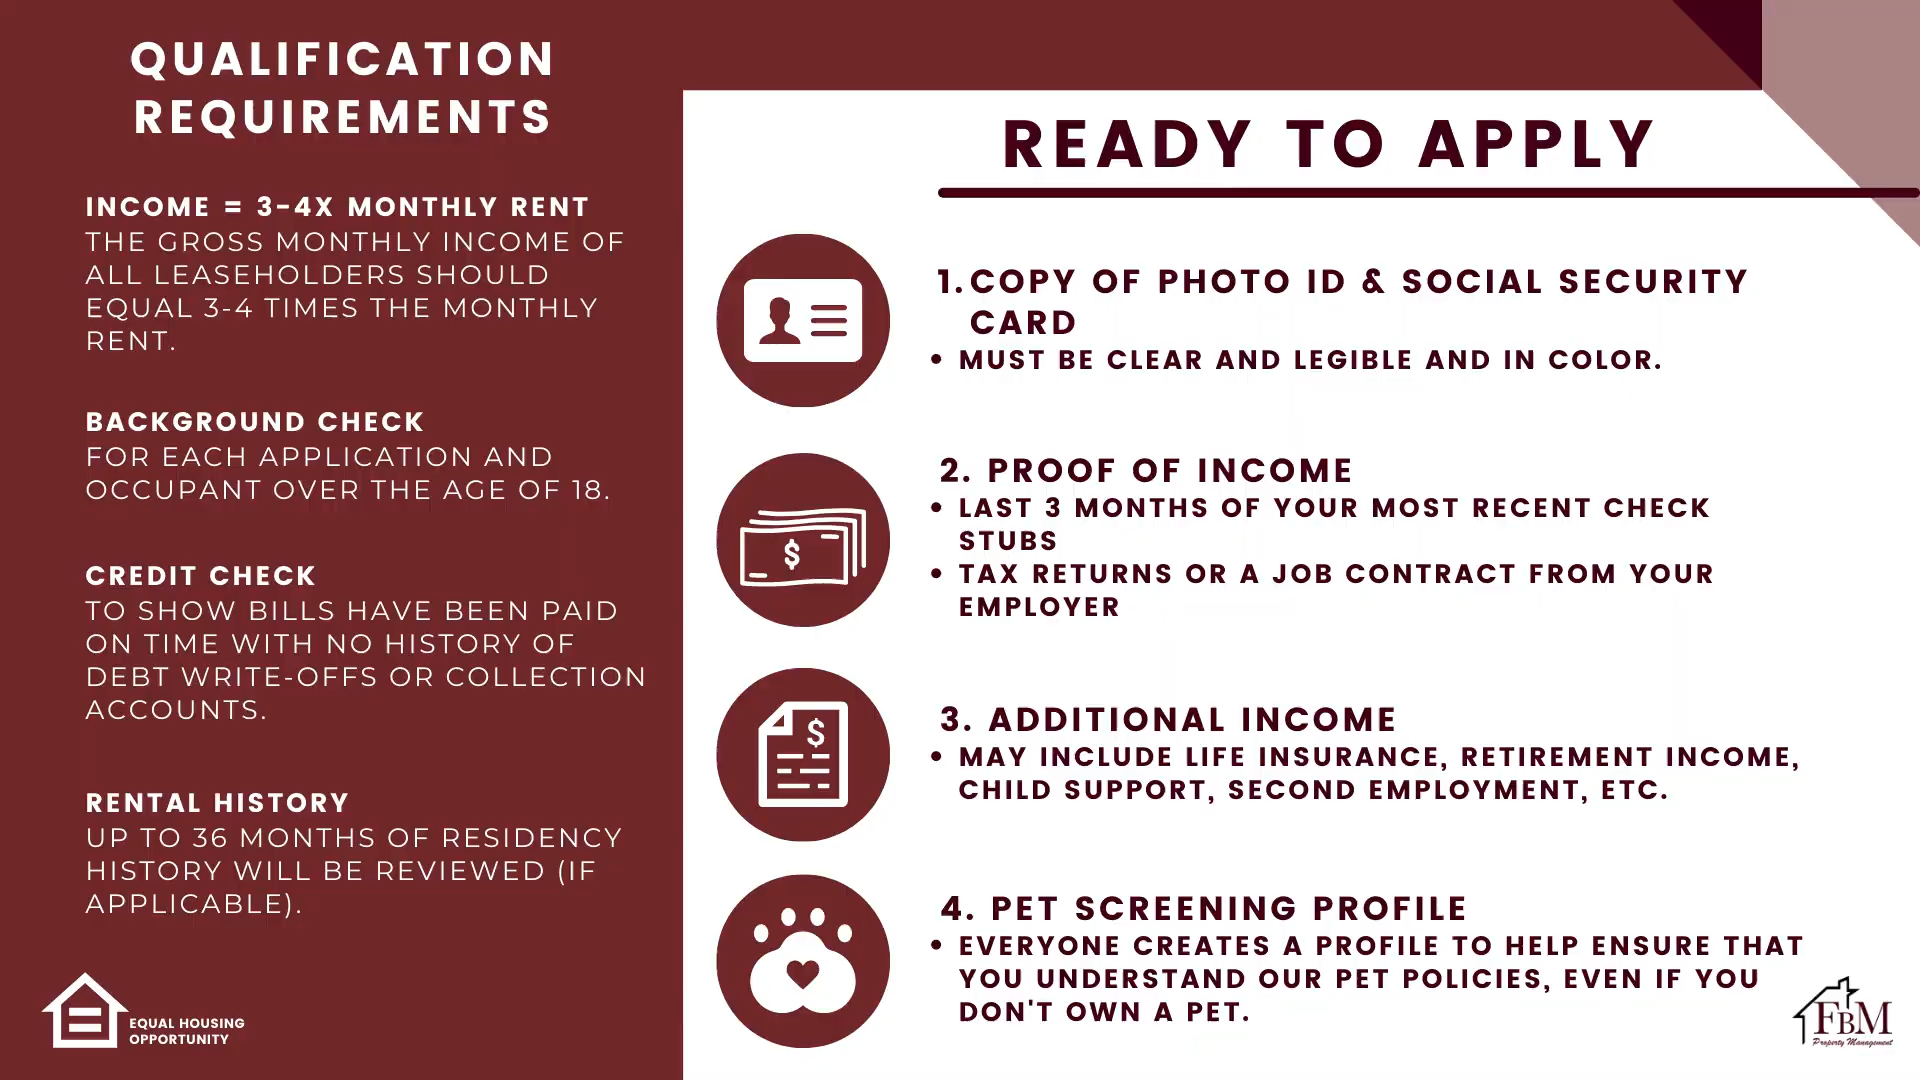 QUALIFICATION
REQUIREMENTS
INCOME = 3-4X MONTHLY RENT
THE GROSS MONTHLY INCOME OF
ALL LEASEHOLDERS SHOULD
EQUAL 3-4 TIMES THE MONTHLY
RENT.
BACKGROUND CHECK
FOR EACH APPLICATION AND
OCCUPANT OVER THE AGE OF 18.
CREDIT CHECK
TO SHOW BILLS HAVE BEEN PAID
ON TIME WITH NO HISTORY OF
DEBT WRITE-OFFS OR COLLECTION
ACCOUNTS.
RENTAL HISTORY
UP TO 36 MONTHS OF RESIDENCY
HISTORY WILL BE REVIEWED (IF
APPLICABLE).
EQUAL HOUSING
OPPORTUNITY
READY TO APPLY
1. COPY OF PHOTO ID & SOCIAL SECURITY
CARD
• MUST BE CLEAR AND LEGIBLE AND IN COLOR.
2. PROOF OF INCOME
• LAST 3 MONTHS OF YOUR MOST RECENT CHECK
STUBS
• TAX RETURNS OR A JOB CONTRACT FROM YOUR
EMPLOYER
$
3. ADDITIONAL INCOME
• MAY INCLUDE LIFE INSURANCE, RETIREMENT INCOME,
CHILD SUPPORT, SECOND EMPLOYMENT, ETC.
$
4. PET SCREENING PROFILE
• EVERYONE CREATES A PROFILE TO HELP ENSURE THAT
YOU UNDERSTAND OUR PET POLICIES, EVEN IF YOU
DON'T OWN A PET.
FBM
Property Management